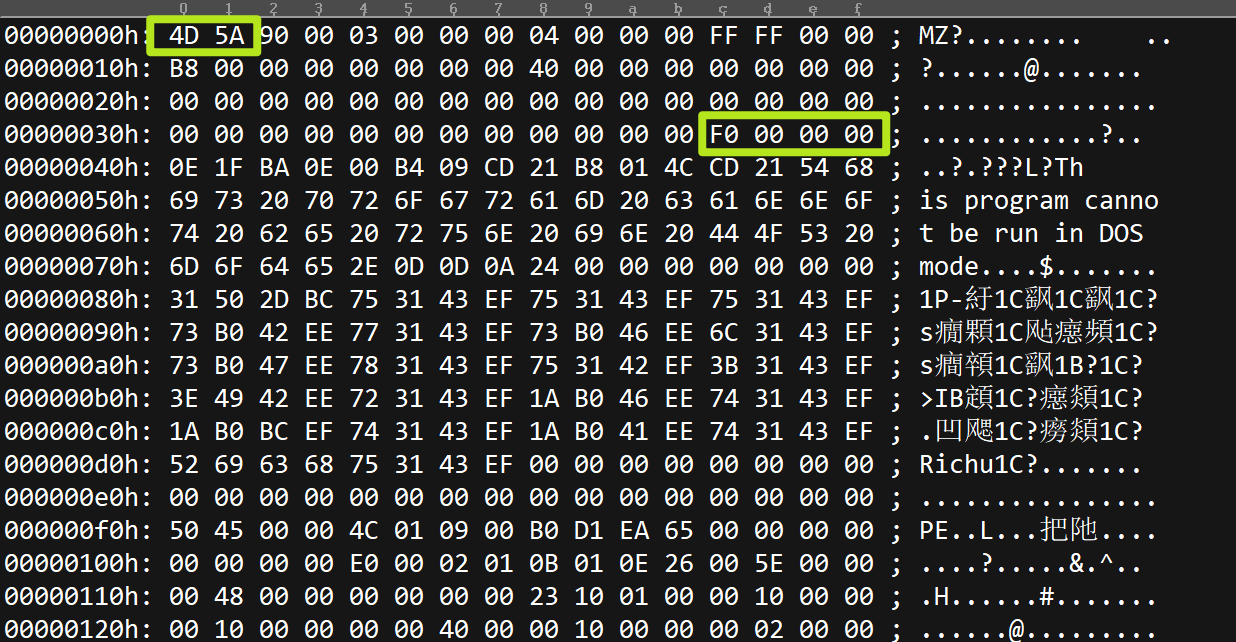 0 1 2 3 4 5 6 7 8 9 a b c d e f
00000000h: 4D 5A 90 00 03 00 00 00 04 00 00 00 FF FF 00 00 ; MZ?........ ..
00000010h: B8 00 00 00 00 00 00 00 40 00 00 00 00 00 00 00 ; ?......@.......
00000020h: 00 00 00 00 00 00 00 00 00 00 00 00 00 00 00 00 ; ................
00000030h: 00 00 00 00 00 00 00 00 00 00 00 00 F0 00 00 00 ; ............?..
00000040h: 0E 1F BA 0E 00 B4 09 CD 21 B8 01 4C CD 21 54 68 ; ..?.???L?Th
00000050h: 69 73 20 70 72 6F 67 72 61 6D 20 63 61 6E 6E 6F ; is program canno
00000060h: 74 20 62 65 20 72 75 6E 20 69 6E 20 44 4F 53 20 ; t be run in DOS
00000070h: 6D 6F 64 65 2E 0D 0D 0A 24 00 00 00 00 00 00 00 ; mode....$.......
00000080h: 31 50 2D BC 75 31 43 EF 75 31 43 EF 75 31 43 EF ; 1P-紆1C飖1C飖1C?
00000090h: 73 B0 42 EE 77 31 43 EF 73 B0 46 EE 6C 31 43 EF ; s癇顆1C飐癋頻1C?
000000a0h: 73 B0 47 EE 78 31 43 EF 75 31 42 EF 3B 31 43 EF ; s癎顇1C飖1B?1C?
000000b0h: 3E 49 42 EE 72 31 43 EF 1A B0 46 EE 74 31 43 EF ; >IB顁1C?癋頪1C?
000000c0h: 1A B0 BC EF 74 31 43 EF 1A B0 41 EE 74 31 43 EF ; .凹飔1C?癆頪1C?
000000d0h: 52 69 63 68 75 31 43 EF 00 00 00 00 00 00 00 00 ; Richu1C?.......
000000e0h: 00 00 00 00 00 00 00 00 00 00 00 00 00 00 00 00 ; ................
000000f0h: 50 45 00 00 4C 01 09 00 B0 D1 EA 65 00 00 00 00 ; PE..L...把阤....
00000100h: 00 00 00 00 E0 00 02 01 0B 01 0E 26 00 5E 00 00 ; ....?.....&.^..
00000110h: 00 48 00 00 00 00 00 00 23 10 01 00 00 10 00 00 ; .H......#.......
00000120h: 00 10 00 00 00 00 40 00 00 10 00 00 00 02 00 00 ; ......@.........